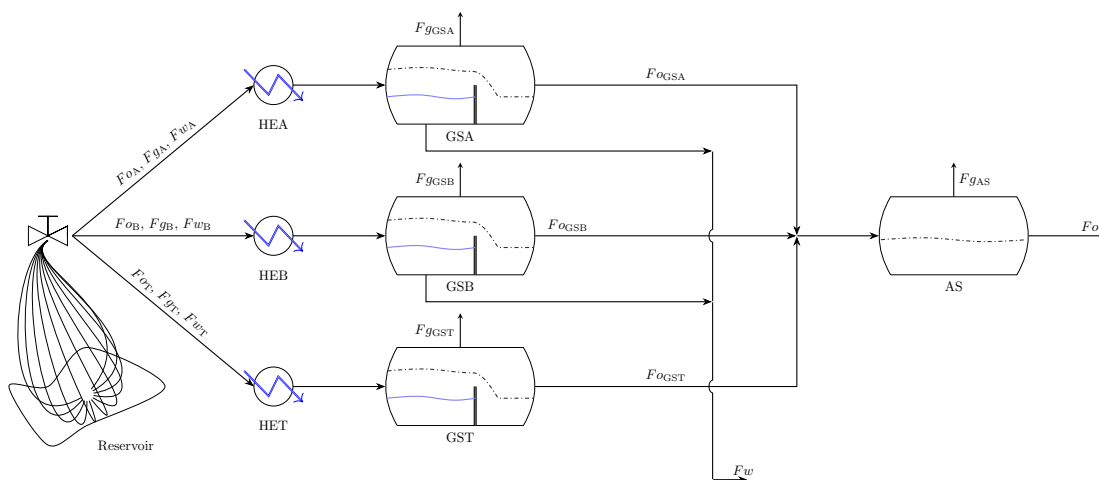 Fg_GSA
Fo_GSA
Fo_A, Fg_A, Fw_A
HEA
GSA
Fg_GSB
Fg_AS
Fo_B, Fg_B, Fw_B
Fo_GSB
Fo
HEB
GSB
AS
Fo_T, Fg_T, Fw_T
Fg_GST
Fo_GST
HET
GST
Reservoir
Fw